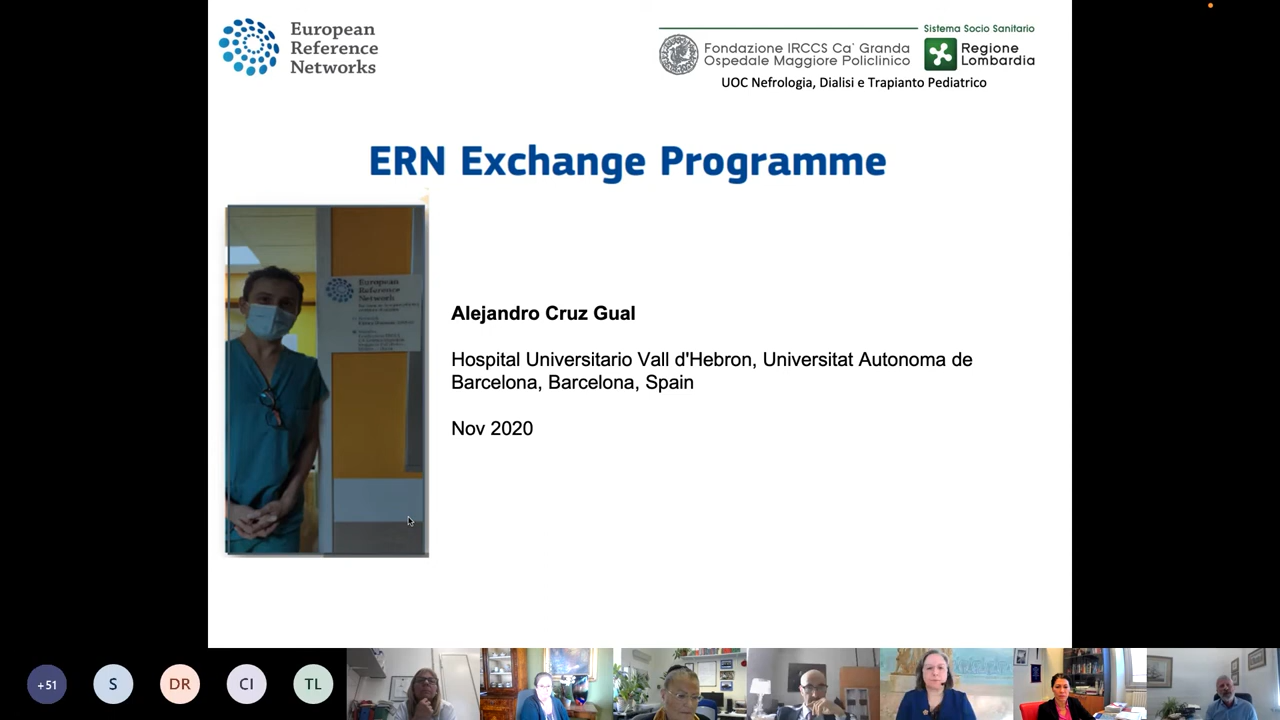 European
Reference
Networks
Sistema Socio Sanitario
Fondazione IRCCS Ca' Granda
Ospedale Maggiore Policlinico
Regione
Lombardia
UOC Nefrologia, Dialisi e Trapianto Pediatrico
ERN Exchange Programme
European
Reference
Network
Alejandro Cruz Gual
Hospital Universitario Vall d'Hebron, Universitat Autonoma de
Barcelona, Barcelona, Spain
Nov 2020
+51
S
DR
CI
TL